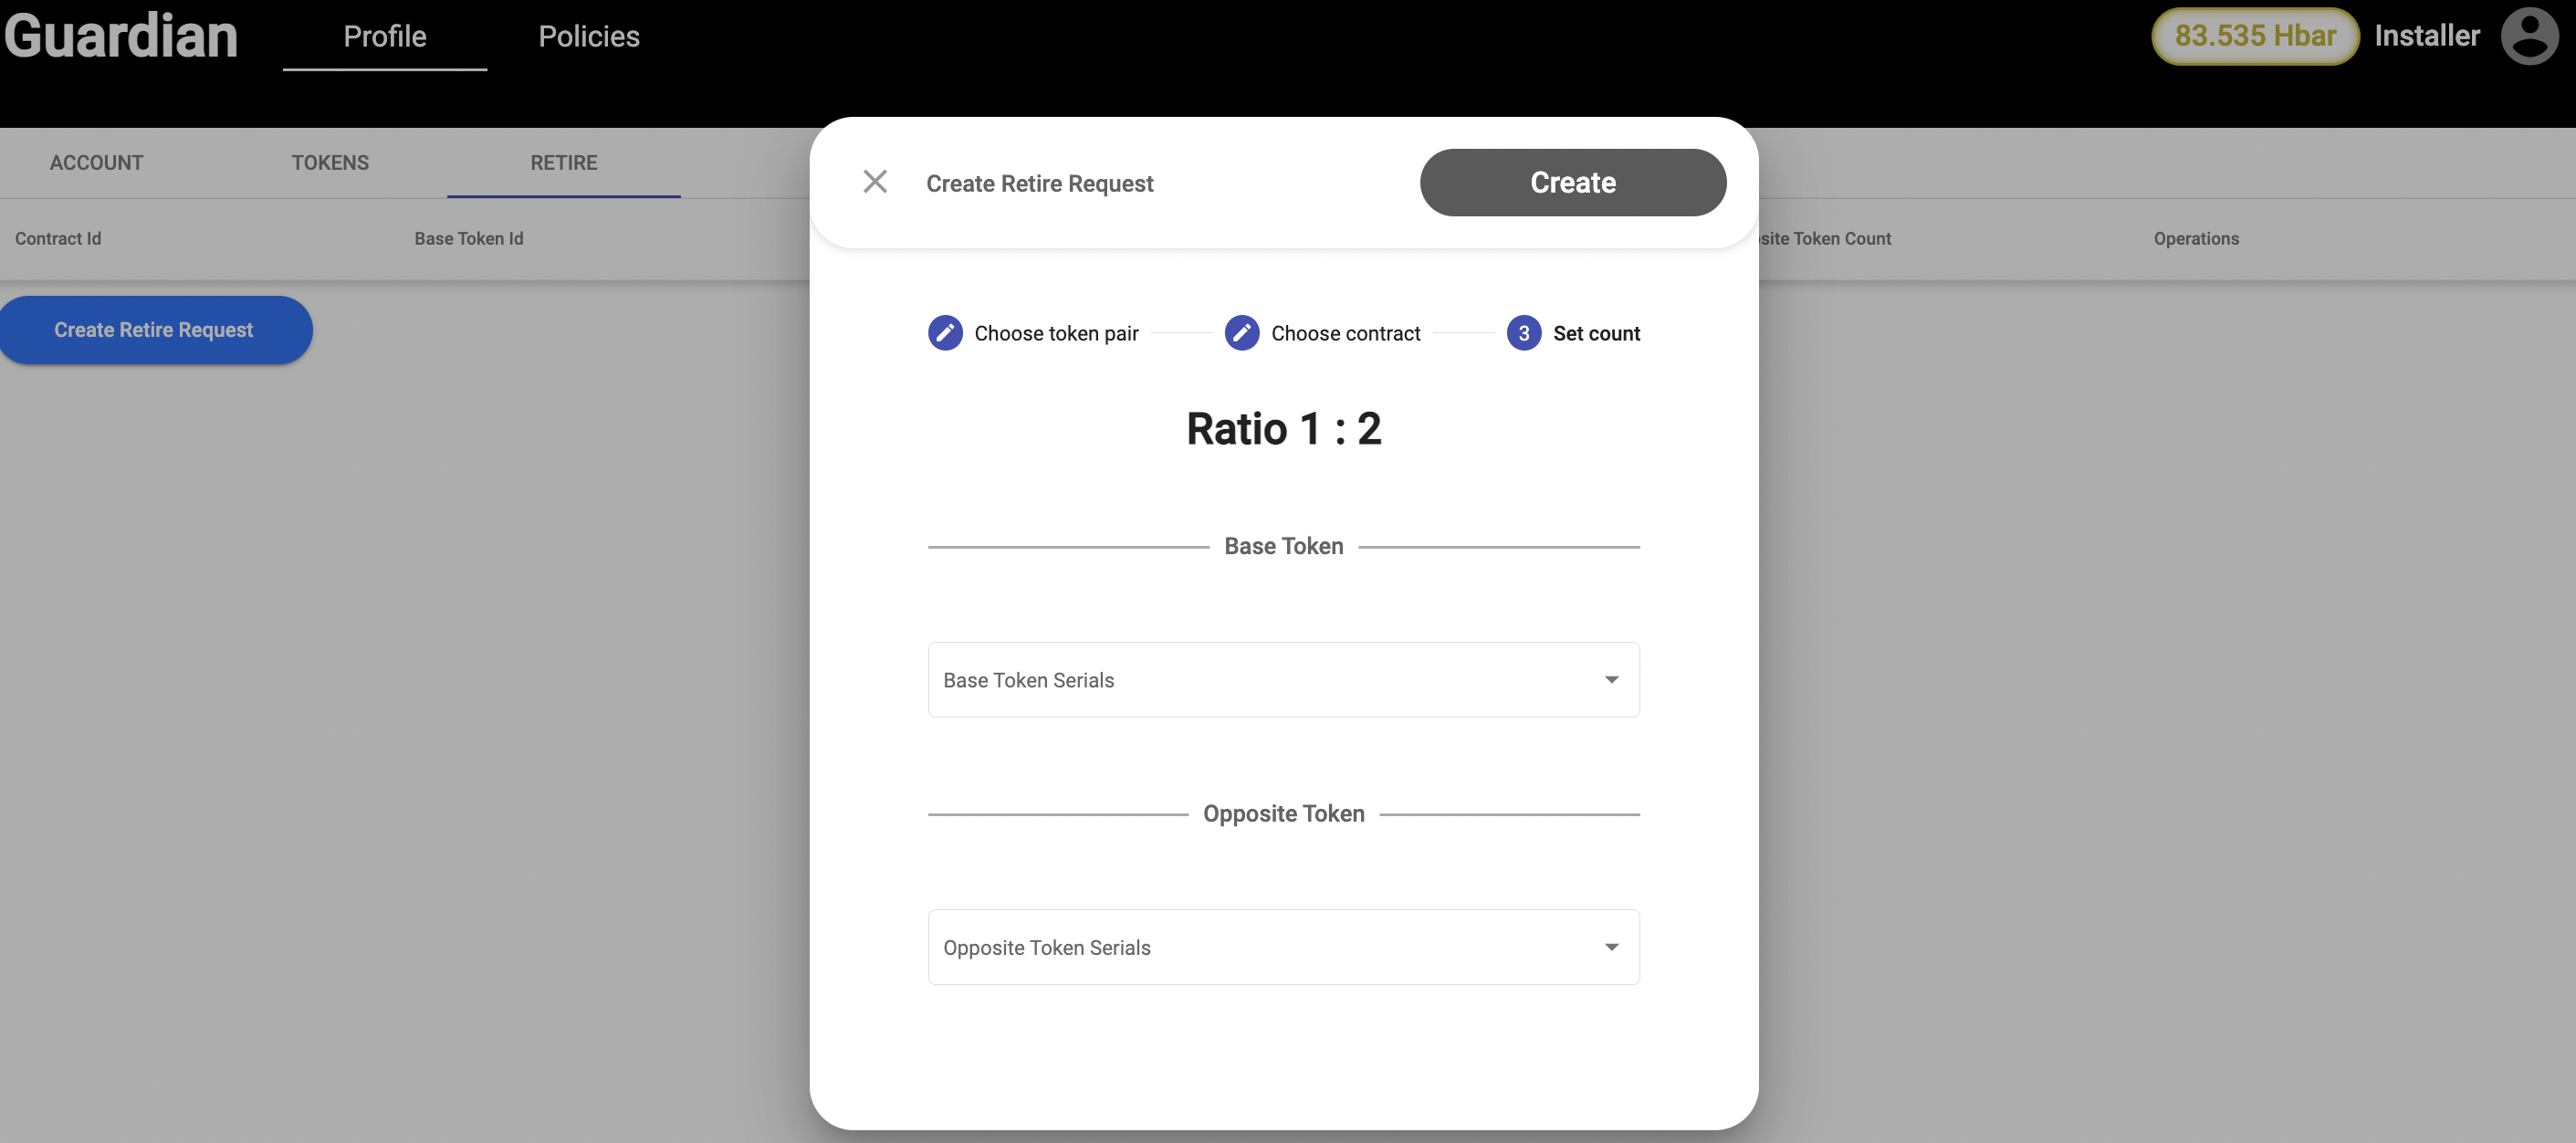 Guardian
Profile
Policies
83.535 Hbar
Installer
ACCOUNT
TOKENS
RETIRE
Contract Id
Base Token Id
Token Count
Operations
Create Retire Request
Create Retire Request
Create
Choose token pair
Choose contract
3
Set count
Ratio 1 : 2
Base Token
Base Token Serials
Opposite Token
Opposite Token Serials